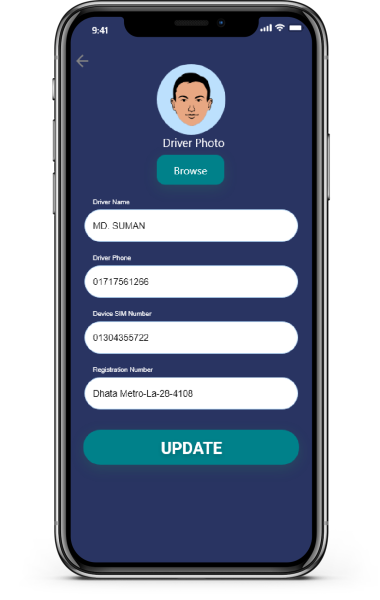 9:41
Driver Photo
Browse
Driver Name
MD. SUMAN
Driver Phone
01717561266
Device SIM Number
01304355722
Registration Number
Dhata Metro-La-28-4108
UPDATE